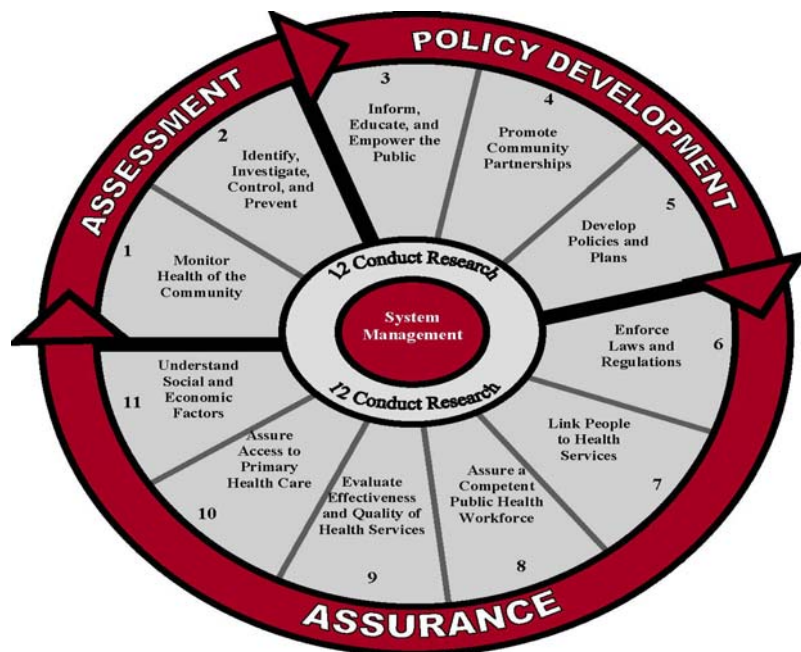 ASSESSMENT
POLICY DEVELOPMENT
ASSURANCE
1
Monitor
Health of the
Community
2
Identify,
Investigate,
Control, and
Prevent
3
Inform,
Educate, and
Empower the
Public
4
Promote
Community
Partnerships
5
Develop
Policies and
Plans
6
Enforce
Laws and
Regulations
Link People
to Health
Services
7
Assure a
Competent
Public Health
Workforce
8
Evaluate
Effectiveness
and Quality of
Health Services
9
Assure
Access to
Primary
Health Care
10
Understand
Social and
Economic
Factors
11
12 Conduct Research
System
Management
12 Conduct Research